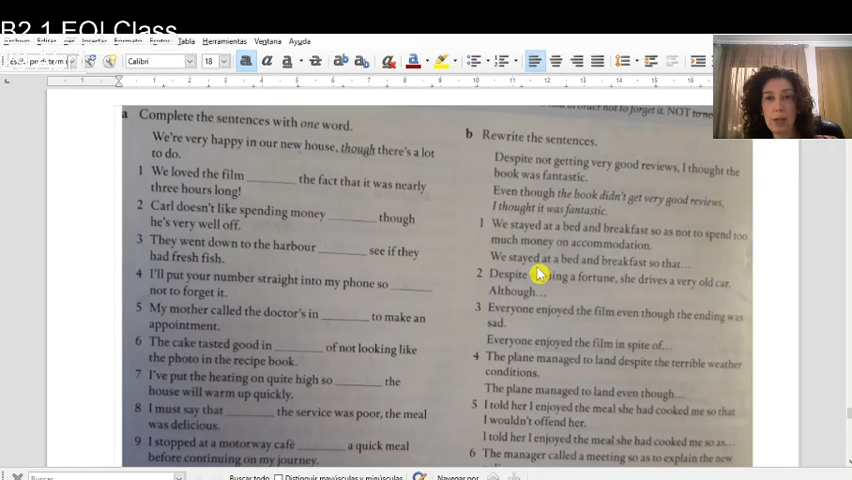 B2.1 EOI Class
Archivo Editar Ver Insertar Formato Estilos Tabla Herramientas Ventana Ayuda
Calibri 18
in order not to forget it. NOT to no
a Complete the sentences with one word.
We're very happy in our new house, though there's a lot
to do.
1 We loved the film ______ the fact that it was nearly
three hours long!
2 Carl doesn't like spending money ______ though
he's very well off.
3 They went down to the harbour ______ see if they
had fresh fish.
4 I'll put your number straight into my phone so ______
not to forget it.
5 My mother called the doctor's in ______ to make an
appointment.
6 The cake tasted good in ______ of not looking like
the photo in the recipe book.
7 I've put the heating on quite high so ______ the
house will warm up quickly.
8 I must say that ______ the service was poor, the meal
was delicious.
9 I stopped at a motorway café ______ a quick meal
before continuing on my journey.
b Rewrite the sentences.
Despite not getting very good reviews, I thought the
book was fantastic.
Even though the book didn't get very good reviews,
I thought it was fantastic.
1 We stayed at a bed and breakfast so as not to spend too
much money on accommodation.
We stayed at a bed and breakfast so that...
2 Despite a fortune, she drives a very old car.
Although...
3 Everyone enjoyed the film even though the ending was
sad.
Everyone enjoyed the film in spite of...
4 The plane managed to land despite the terrible weather
conditions.
The plane managed to land even though...
5 I told her I enjoyed the meal she had cooked me so that
I wouldn't offend her.
I told her I enjoyed the meal she had cooked me so as...
6 The manager called a meeting so as to explain the new
Buscar Buscar todo Distinguir mayúsculas y minúsculas Navegar por